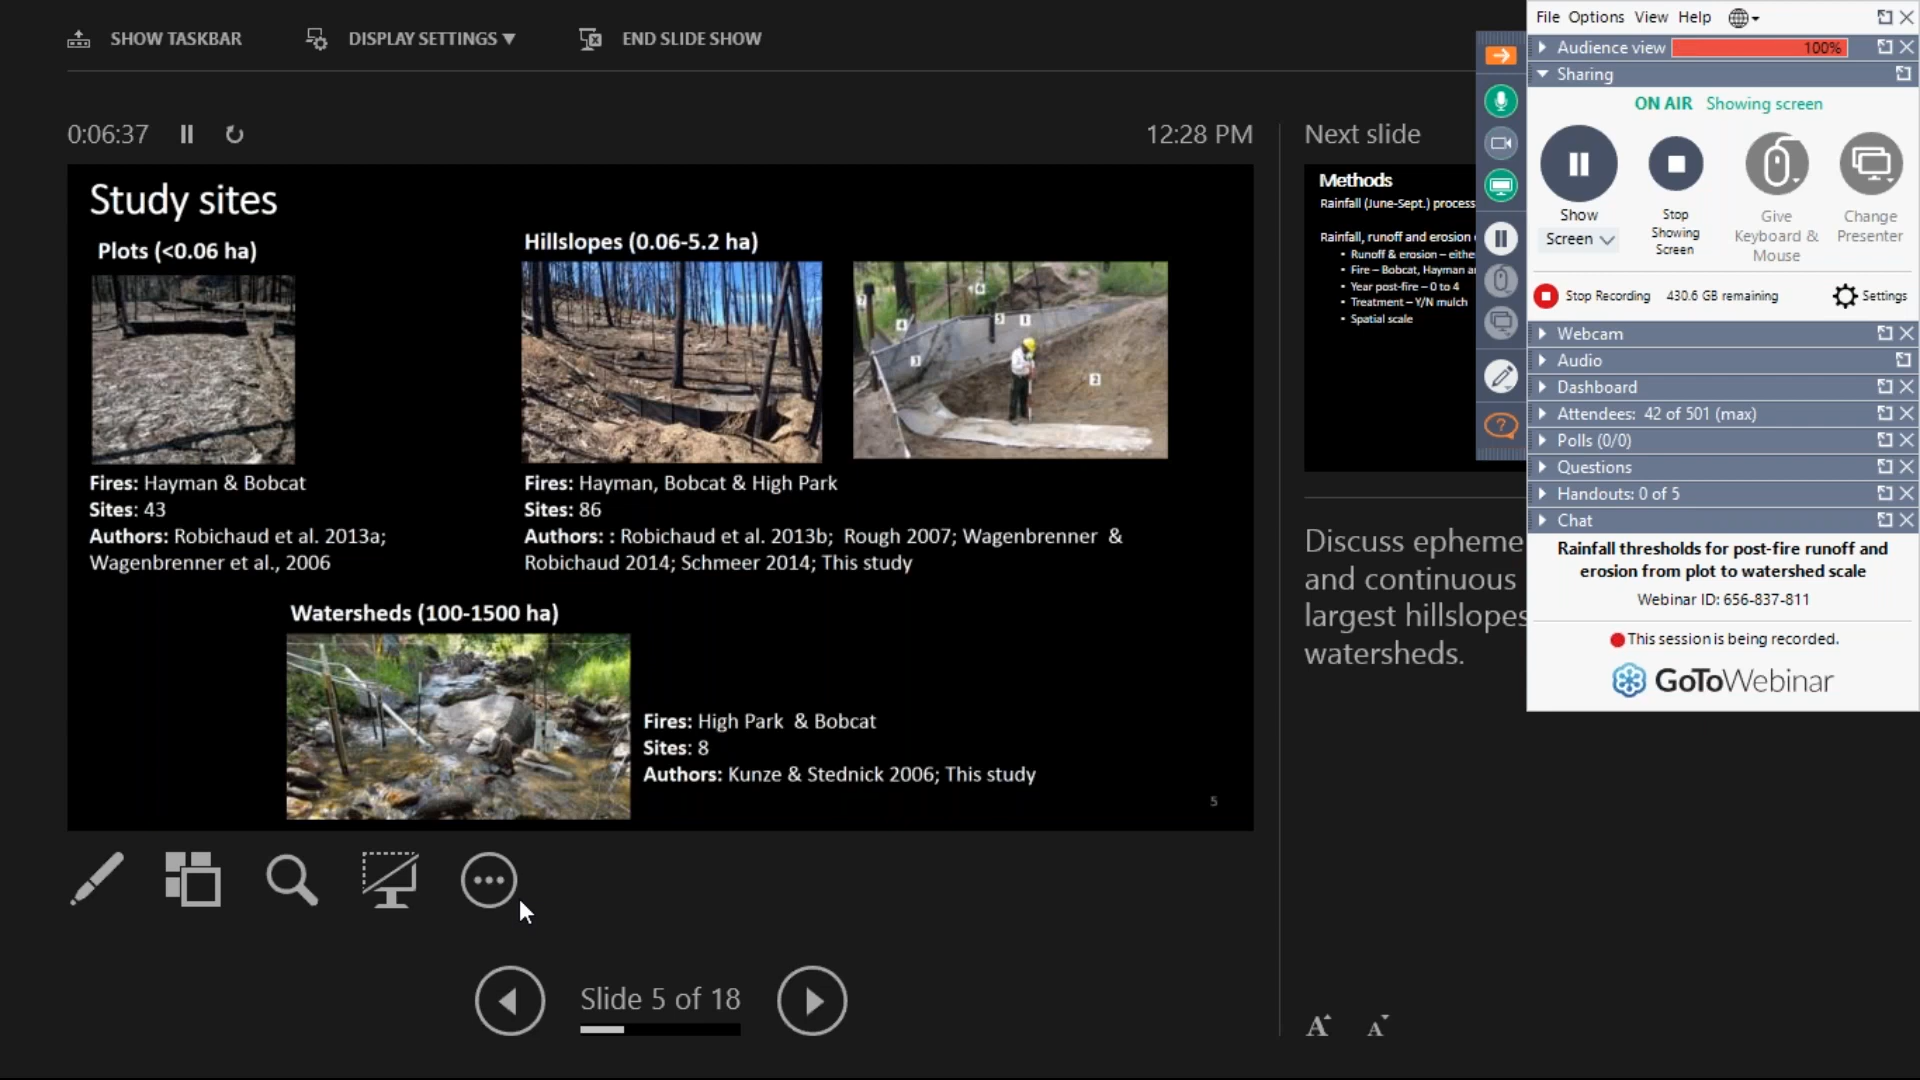 SHOW TASKBAR
DISPLAY SETTINGS ▼
END SLIDE SHOW
0:06:37
12:28 PM
Study sites
Plots (<0.06 ha)
Hillslopes (0.06-5.2 ha)
4
6
5
1
3
2
Fires: Hayman & Bobcat
Sites: 43
Authors: Robichaud et al. 2013a;
Wagenbrenner et al., 2006
Fires: Hayman, Bobcat & High Park
Sites: 86
Authors: : Robichaud et al. 2013b; Rough 2007; Wagenbrenner &
Robichaud 2014; Schmeer 2014; This study
Watersheds (100-1500 ha)
Fires: High Park & Bobcat
Sites: 8
Authors: Kunze & Stednick 2006; This study
5
Slide 5 of 18
Next slide
Methods
Rainfall (June-Sept.) process
Rainfall, runoff and erosion
• Runoff & erosion – eithe
• Fire – Bobcat, Hayman a
• Year post-fire – 0 to 4
• Treatment – Y/N mulch
• Spatial scale
Discuss epheme
and continuous
largest hillslopes
watersheds.
A
A
File Options View Help
Audience view 100%
Sharing
ON AIR Showing screen
Show
Screen
Stop
Showing
Screen
Give
Keyboard &
Mouse
Change
Presenter
Stop Recording 430.6 GB remaining Settings
Webcam
Audio
Dashboard
Attendees: 42 of 501 (max)
Polls (0/0)
Questions
Handouts: 0 of 5
Chat
Rainfall thresholds for post-fire runoff and
erosion from plot to watershed scale
Webinar ID: 656-837-811
This session is being recorded.
GoToWebinar